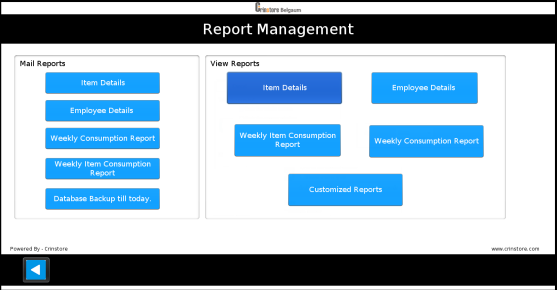 Crinstore Belgaum
Report Management
Mail Reports
Item Details
Employee Details
Weekly Consumption Report
Weekly Item Consumption
Report
Database Backup till today.
View Reports
Item Details
Employee Details
Weekly Item Consumption
Report
Weekly Consumption Report
Customized Reports
Powered By - Crinstore
www.crinstore.com